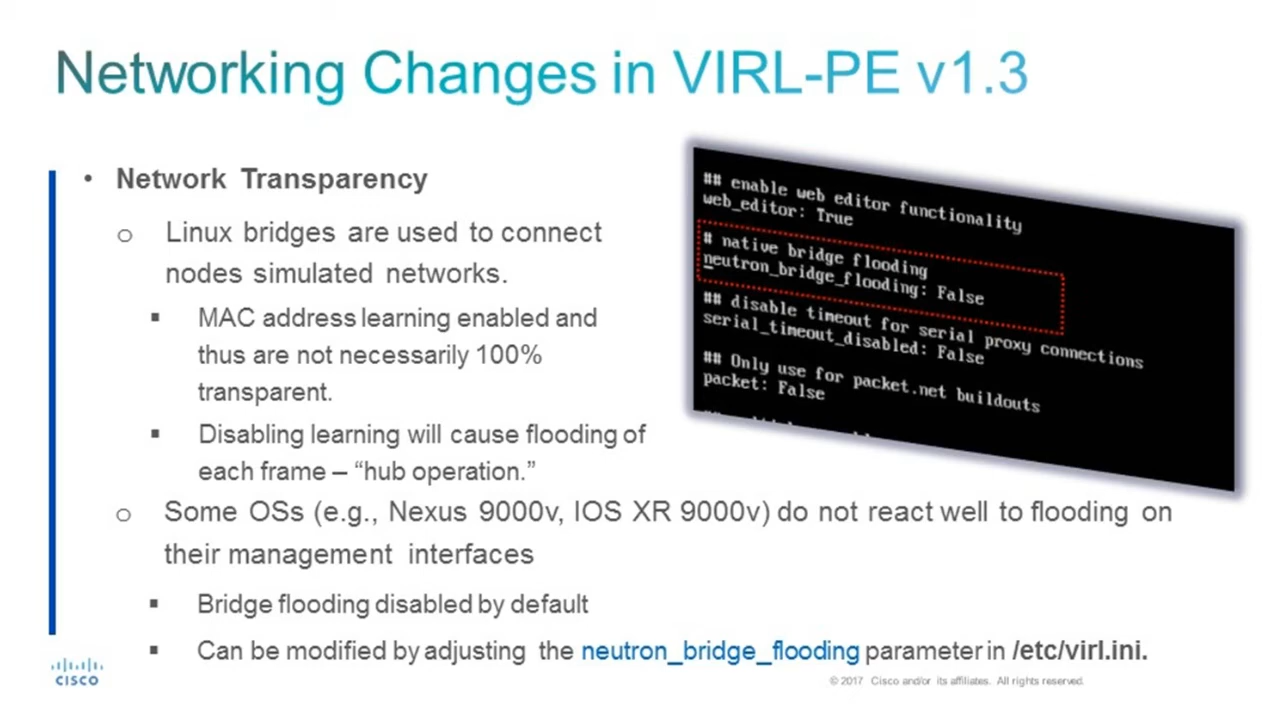 Networking Changes in VIRL-PE v1.3
• Network Transparency
o Linux bridges are used to connect
nodes simulated networks.
▪ MAC address learning enabled and
thus are not necessarily 100%
transparent.
▪ Disabling learning will cause flooding of
each frame – “hub operation.”
o Some OSs (e.g., Nexus 9000v, IOS XR 9000v) do not react well to flooding on
their management interfaces
▪ Bridge flooding disabled by default
▪ Can be modified by adjusting the neutron_bridge_flooding parameter in /etc/virl.ini.
## enable web editor functionality
web_editor: True
# native bridge flooding
neutron_bridge_flooding: False
## disable timeout for serial proxy connections
serial_timeout_disabled: False
## Only use for packet.net buildouts
packet: False
CISCO
© 2017 Cisco and/or its affiliates. All rights reserved.